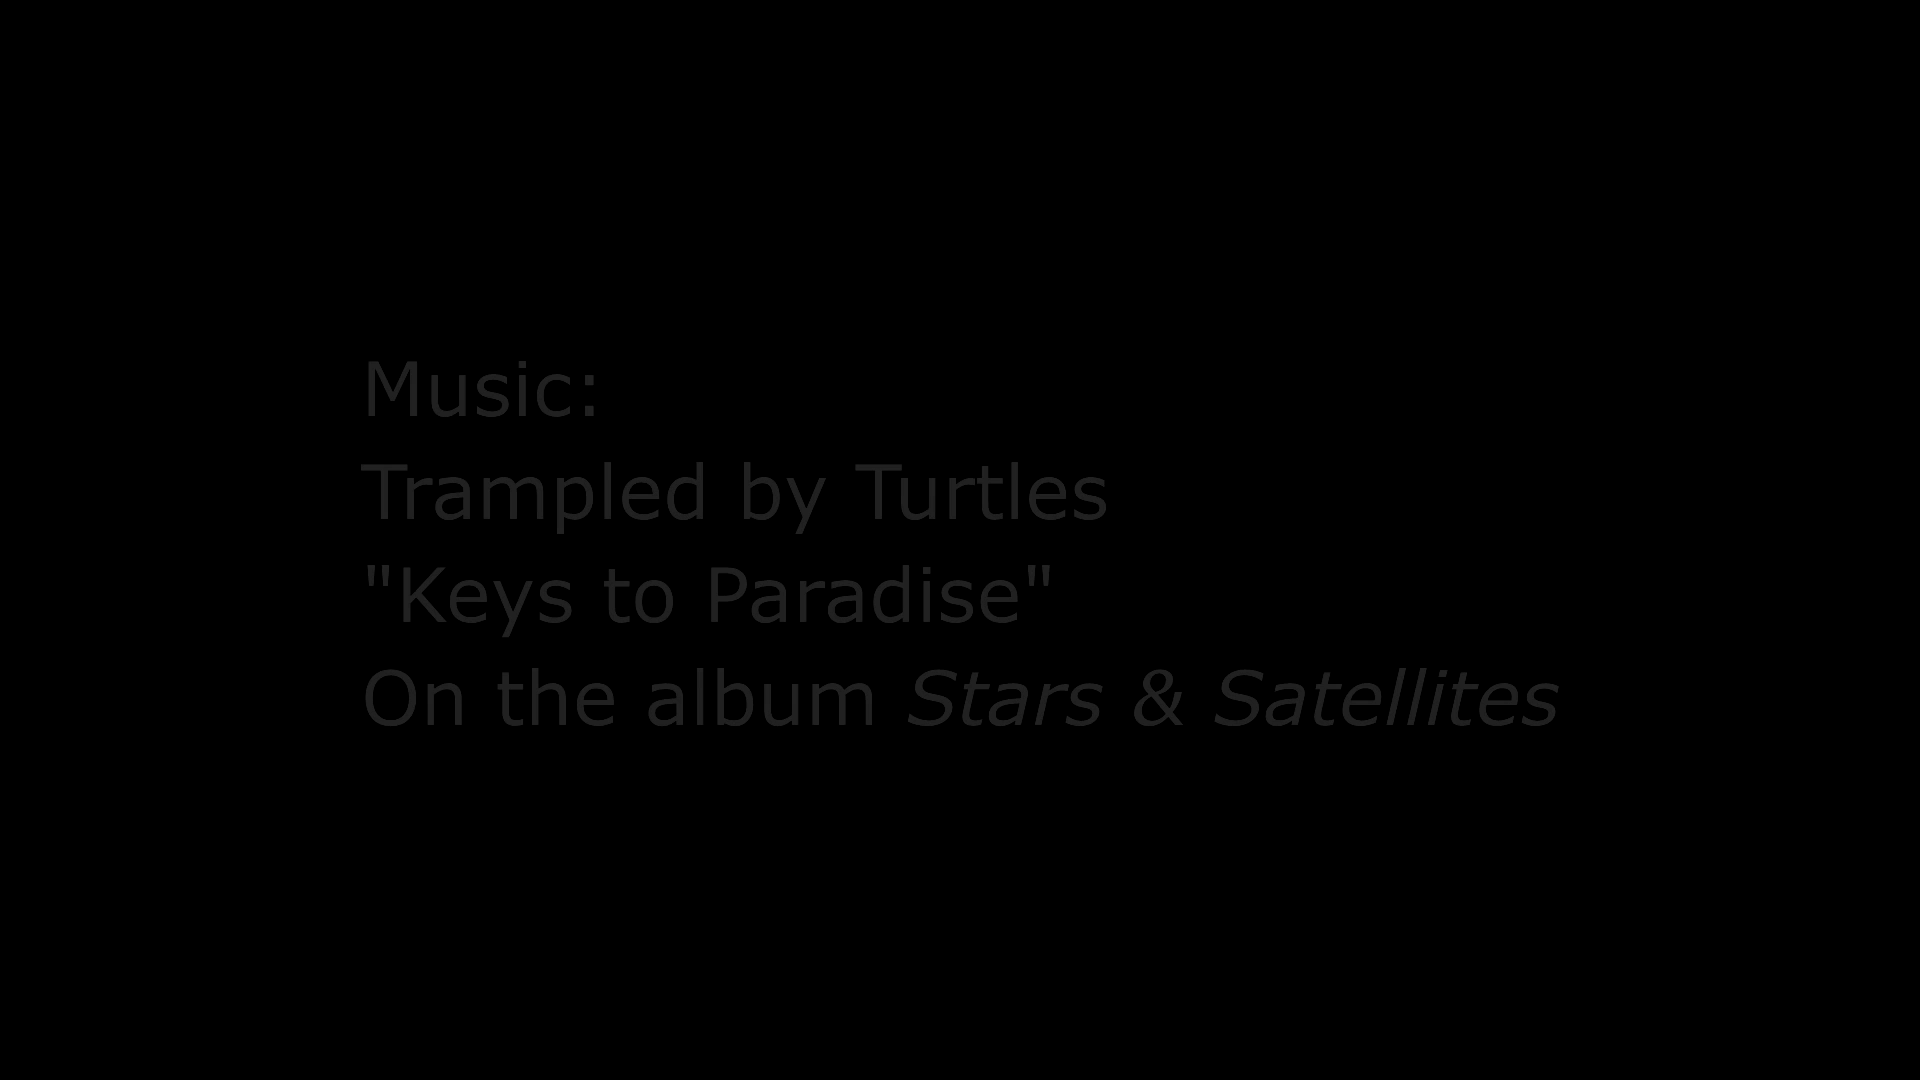 Music:
Trampled by Turtles
"Keys to Paradise"
On the album Stars & Satellites